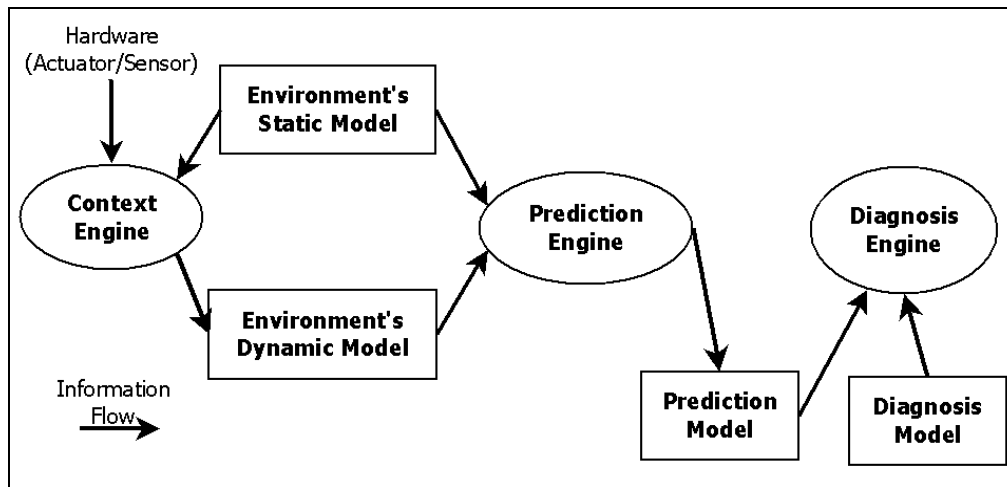 Hardware
(Actuator/Sensor)
Environment's
Static Model
Context
Engine
Prediction
Engine
Diagnosis
Engine
Environment's
Dynamic Model
Information
Flow
Prediction
Model
Diagnosis
Model